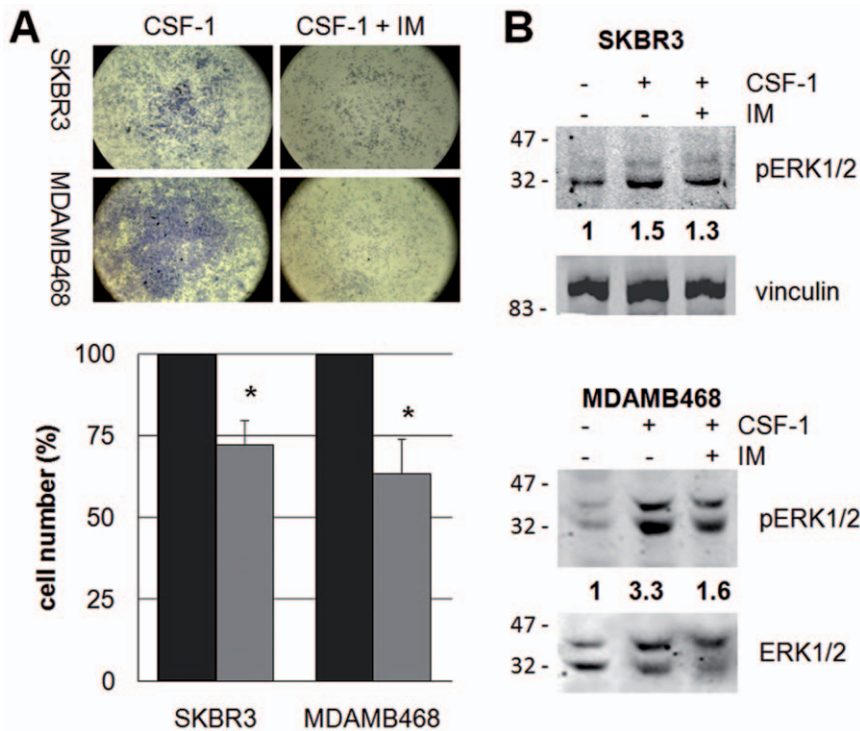 A
CSF-1 CSF-1 + IM
SKBR3
MDAMB468
100
75
50
25
0
cell number (%)
* *
SKBR3 MDAMB468
B
SKBR3
- + + CSF-1
- - + IM
47 -
32 -
pERK1/2
1 1.5 1.3
vinculin
83 -
MDAMB468
- + + CSF-1
- - + IM
47 -
32 -
pERK1/2
1 3.3 1.6
47 -
32 -
ERK1/2